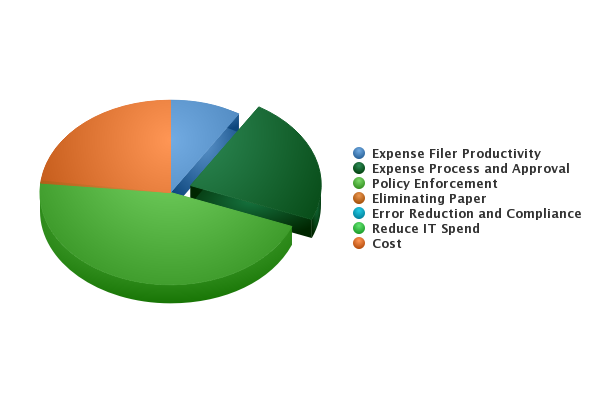 Expense Filer Productivity
Expense Process and Approval
Policy Enforcement
Eliminating Paper
Error Reduction and Compliance
Reduce IT Spend
Cost